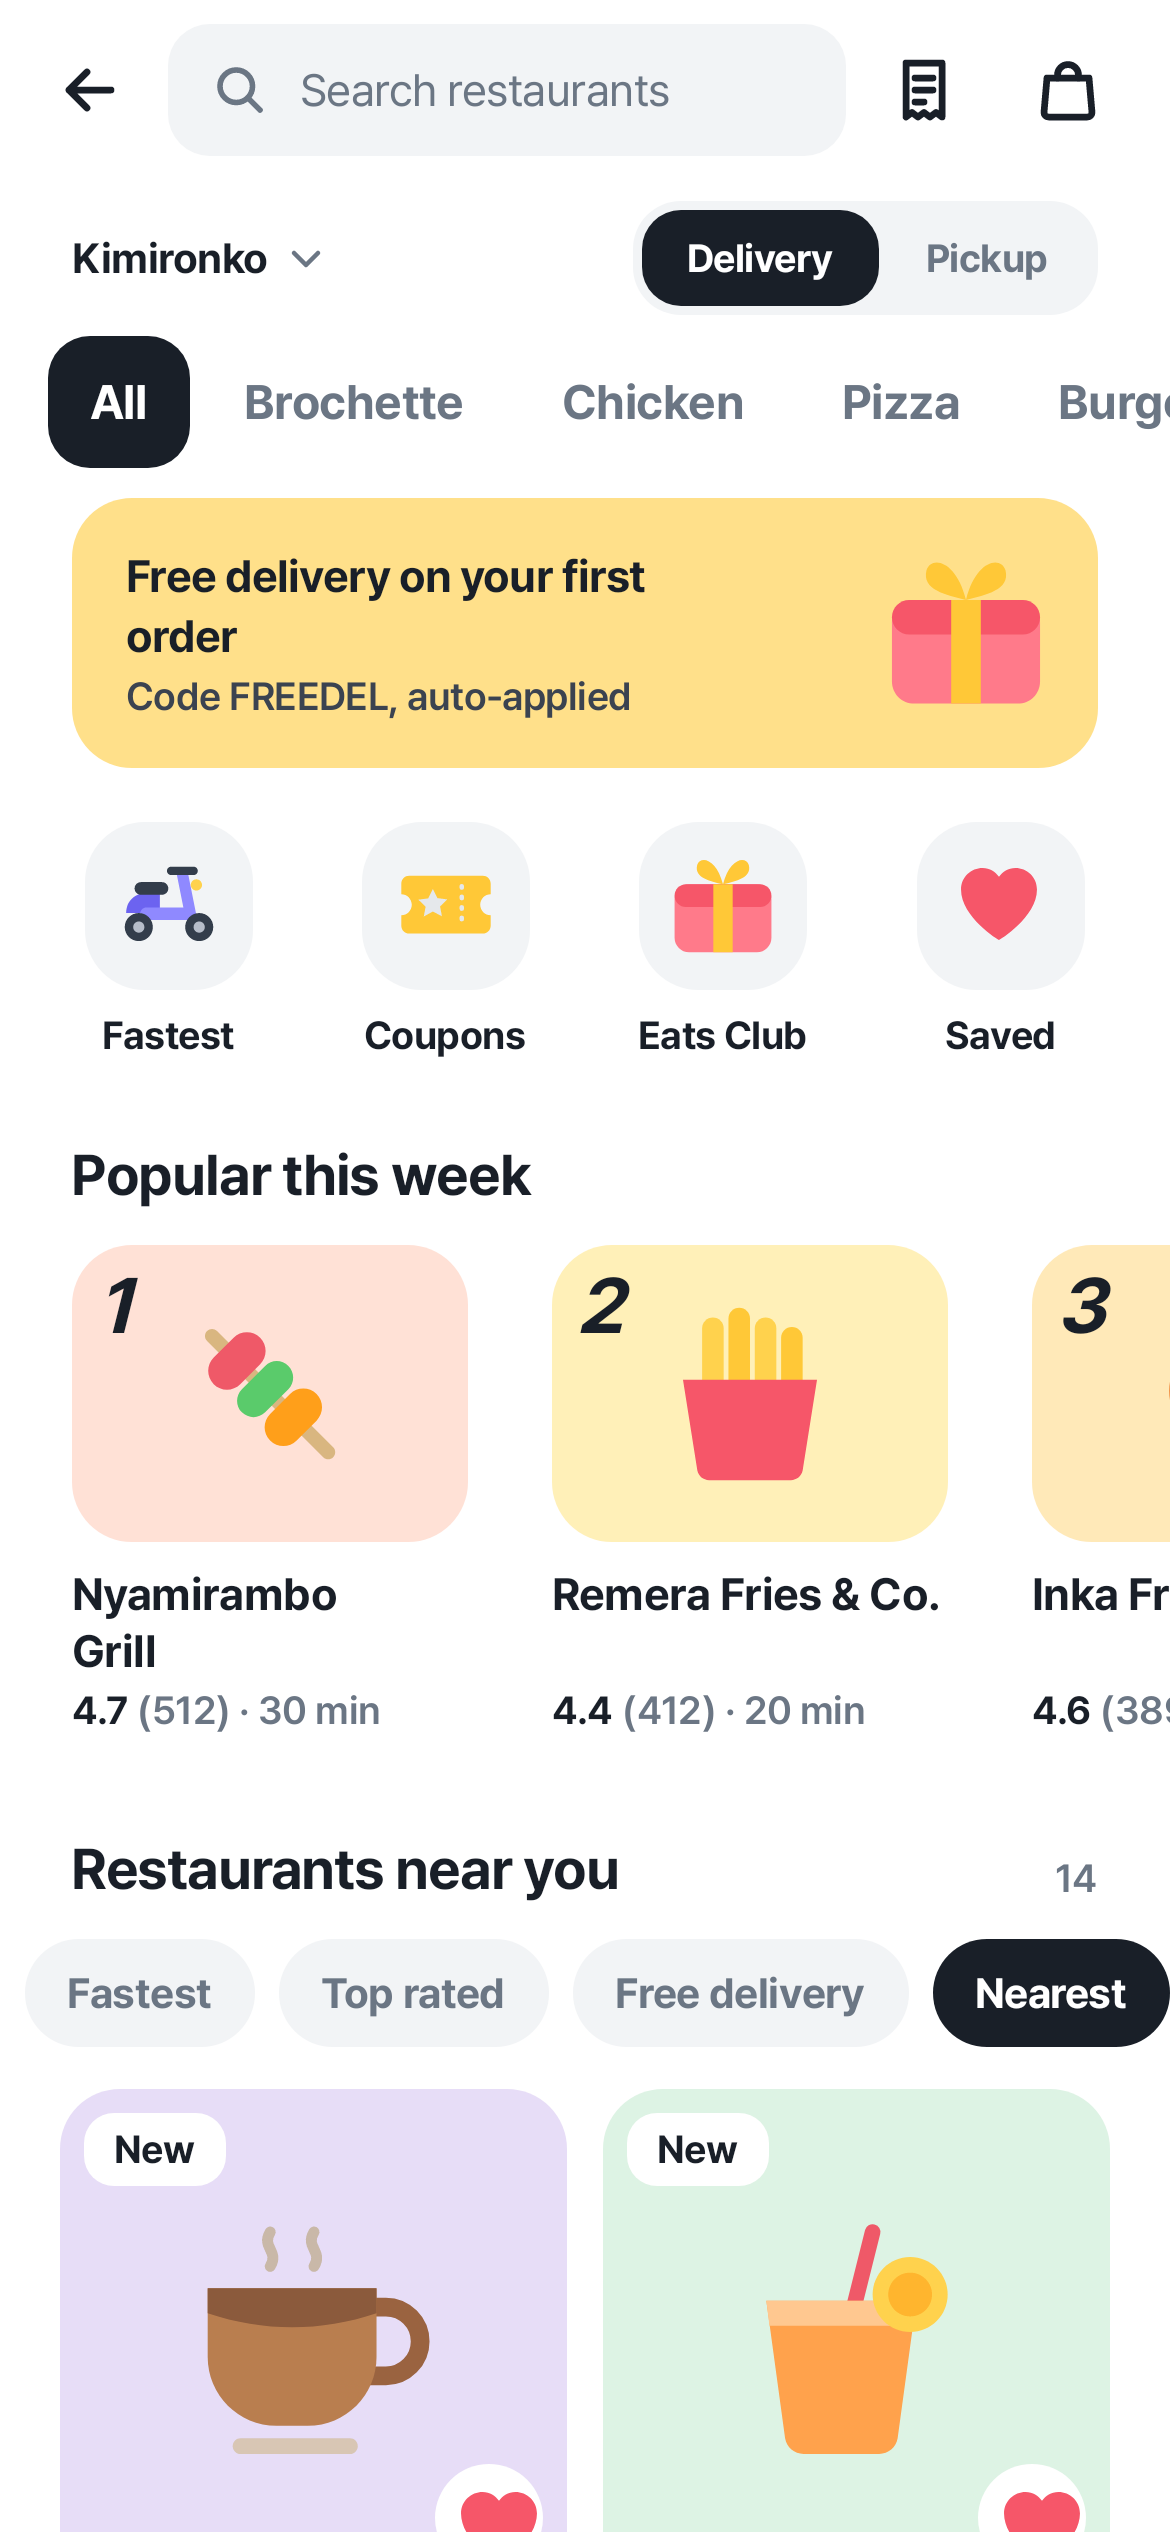 Search restaurants
Kimironko
Delivery
Pickup
All
Brochette
Chicken
Pizza
Free delivery on your first
order
Code FREEDEL, auto-applied
Fastest
Coupons
Eats Club
Saved
Popular this week
1
2
3
Nyamirambo
Grill
4.7 (512) · 30 min
Remera Fries & Co.
4.4 (412) · 20 min
Inka
4.6
Restaurants near you
14
Fastest
Top rated
Free delivery
Nearest
New
New